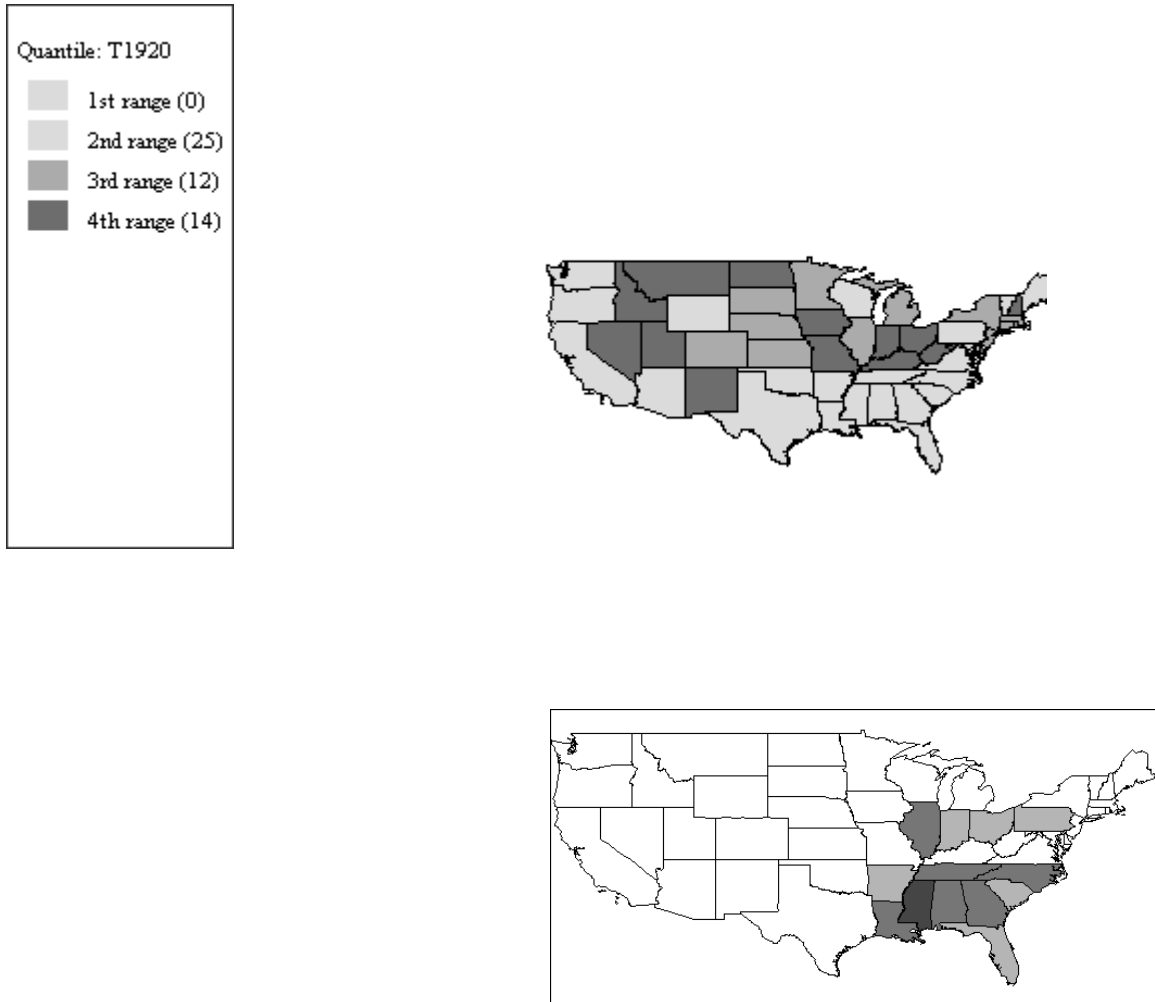 Quantile: T1920
1st range (0)
2nd range (25)
3rd range (12)
4th range (14)